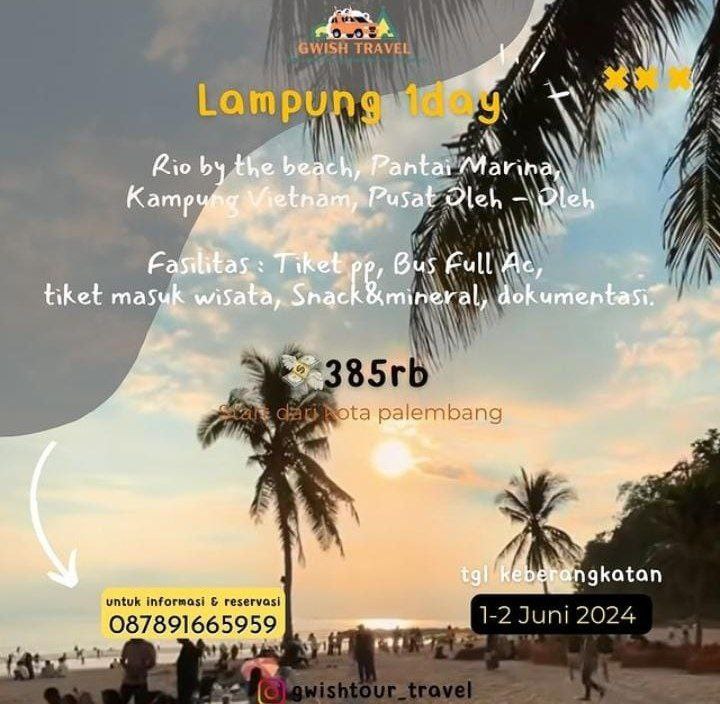 GWISH TRAVEL
Lampung 1day
Rio by the beach, Pantai Marina,
Kampung Vietnam, Pusat Oleh - Oleh
Fasilitas : Tiket pp, Bus Full Ac,
tiket masuk wisata, Snack&mineral, dokumentasi.
385rb
Start dari kota palembang
tgl keberangkatan
1-2 Juni 2024
untuk informasi & reservasi
087891665959
gwishtour_travel